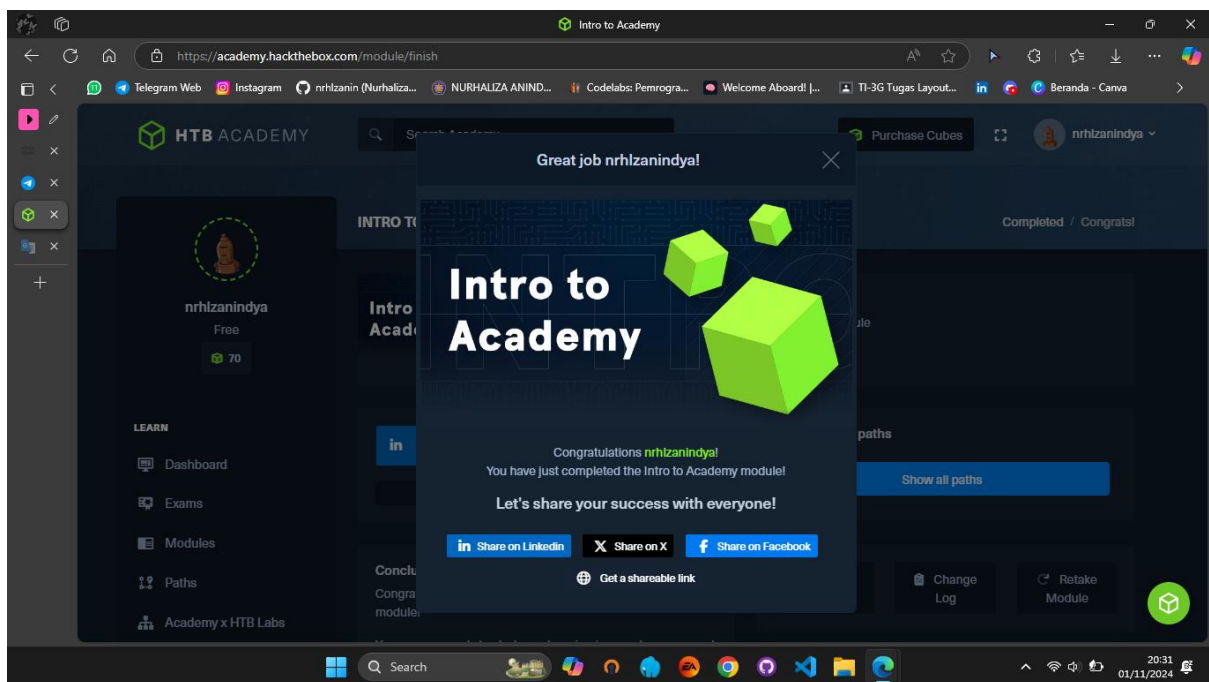 Intro to Academy
https://academy.hackthebox.com/module/finish
Telegram Web
Instagram
nrhlzanin (Nurhaliza...
NURHALIZA ANIND...
Codelabs: Pemrogra...
Welcome Aboard! |...
TI-3G Tugas Layout...
Beranda - Canva
HTB ACADEMY
Search Academy
Purchase Cubes
nrhlzanindya
Great job nrhlzanindya!
INTRO TO
Completed / Congrats!
Intro to
Academy
nrhlzanindya
Free
70
Intro
Acad
ule
LEARN
Dashboard
Exams
Modules
Paths
Academy x HTB Labs
in
paths
Show all paths
Congratulations nrhlzanindya!
You have just completed the Intro to Academy module!
Let's share your success with everyone!
in Share on Linkedin
X Share on X
f Share on Facebook
Get a shareable link
Conclu
Congra
module.
Change
Log
Retake
Module
Search
20:31
01/11/2024